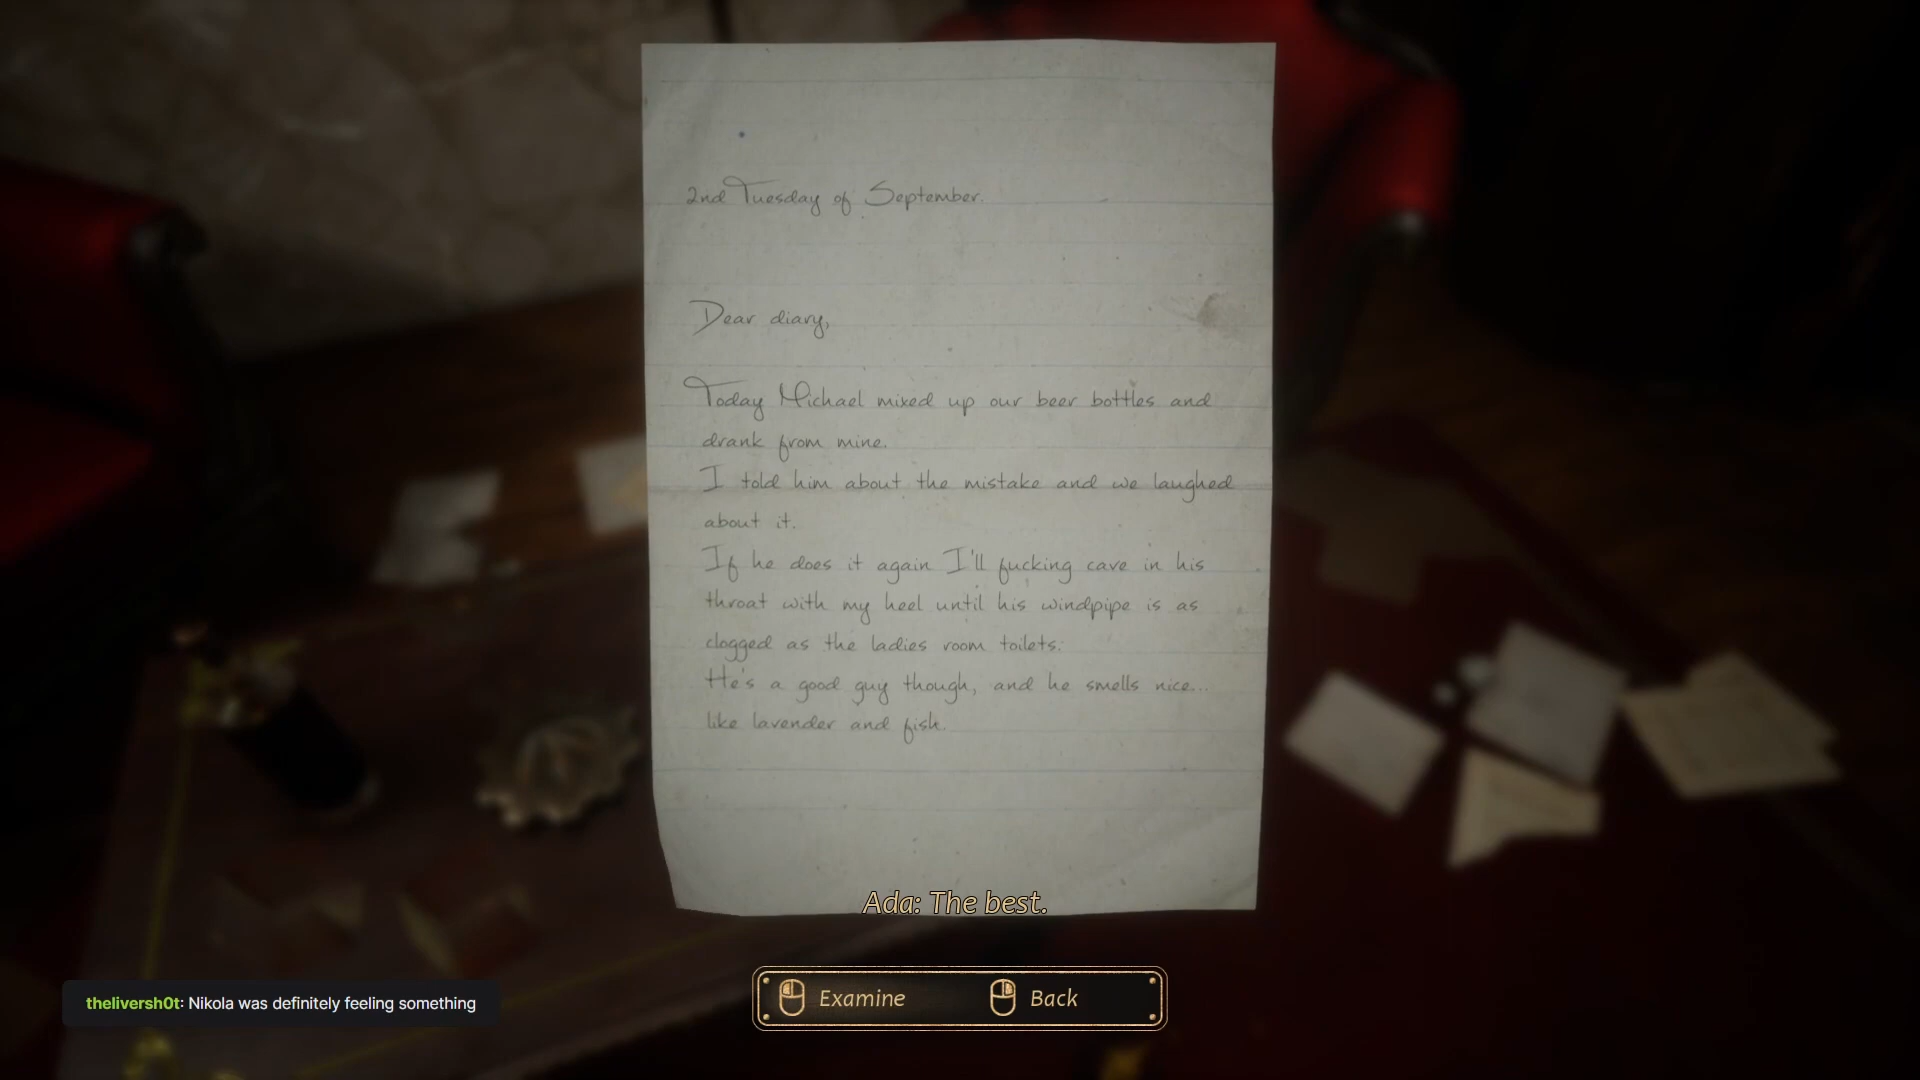 2nd Tuesday of September.
Dear diary,
Today Michael mixed up our beer bottles and
drank from mine.
I told him about the mistake and we laughed
about it.
If he does it again I'll fucking cave in his
throat with my heel until his windpipe is as
clogged as the ladies room toilets.
He's a good guy though, and he smells nice...
like lavender and fish.
Ada: The best.
theliversh0t: Nikola was definitely feeling something
Examine
Back